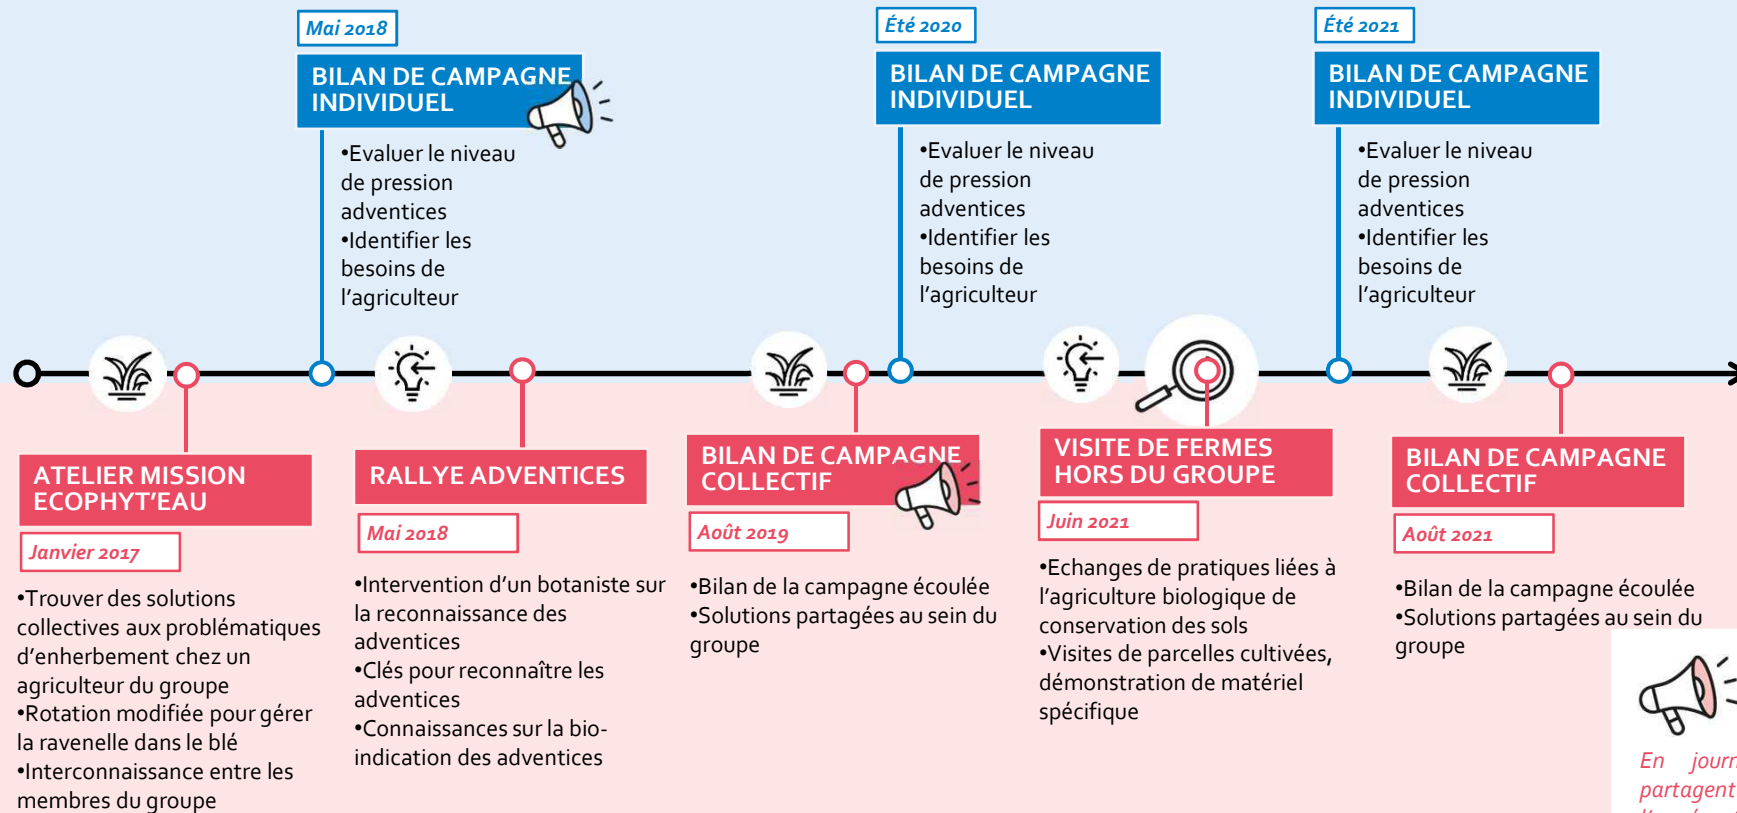 Mai 2018
BILAN DE CAMPAGNE
INDIVIDUEL
•Evaluer le niveau
de pression
adventices
•Identifier les
besoins de
l’agriculteur
Été 2020
BILAN DE CAMPAGNE
INDIVIDUEL
•Evaluer le niveau
de pression
adventices
•Identifier les
besoins de
l’agriculteur
Été 2021
BILAN DE CAMPAGNE
INDIVIDUEL
•Evaluer le niveau
de pression
adventices
•Identifier les
besoins de
l’agriculteur
ATELIER MISSION
ECOPHYT’EAU
Janvier 2017
•Trouver des solutions
collectives aux problématiques
d’enherbement chez un
agriculteur du groupe
•Rotation modifiée pour gérer
la ravenelle dans le blé
•Interconnaissance entre les
membres du groupe
RALLYE ADVENTICES
Mai 2018
•Intervention d’un botaniste sur
la reconnaissance des
adventices
•Clés pour reconnaître les
adventices
•Connaissances sur la bio-
indication des adventices
BILAN DE CAMPAGNE
COLLECTIF
Août 2019
•Bilan de la campagne écoulée
•Solutions partagées au sein du
groupe
VISITE DE FERMES
HORS DU GROUPE
Juin 2021
•Echanges de pratiques liées à
l’agriculture biologique de
conservation des sols
•Visites de parcelles cultivées,
démonstration de matériel
spécifique
BILAN DE CAMPAGNE
COLLECTIF
Août 2021
•Bilan de la campagne écoulée
•Solutions partagées au sein du
groupe
En journ
partagent